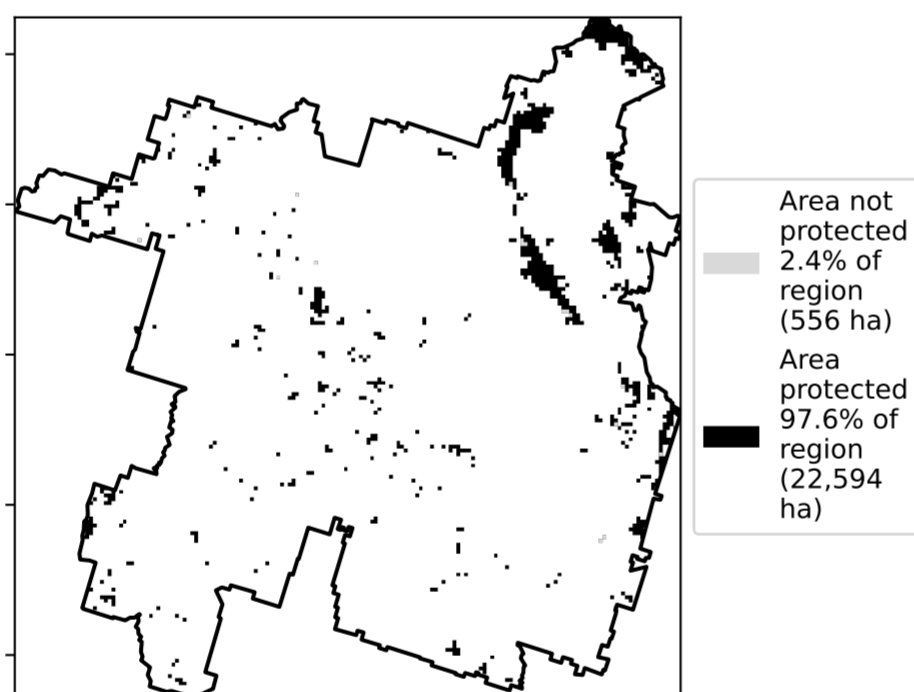 Area not
protected
2.4% of
region
(556 ha)
Area
protected
97.6% of
region
(22,594
ha)